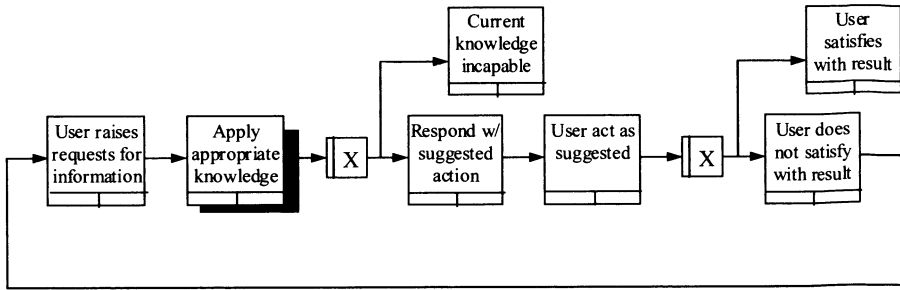 User raises
requests for
information
Apply
appropriate
knowledge
X
Current
knowledge
incapable
Respond w/
suggested
action
User act as
suggested
X
User
satisfies
with result
User does
not satisfy
with result